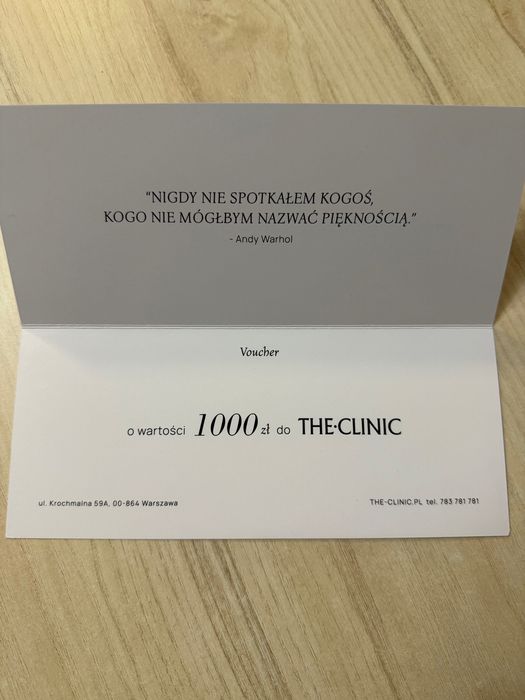 “NIGDY NIE SPOTKAŁEM KOGOŚ,
KOGO NIE MÓGŁBYM NAZWAĆ PIĘKNOŚCIĄ.”
- Andy Warhol
Voucher
o wartości 1000 zł do THE·CLINIC
ul. Krochmalna 59A, 00-864 Warszawa
THE-CLINIC.PL tel. 783 781 781